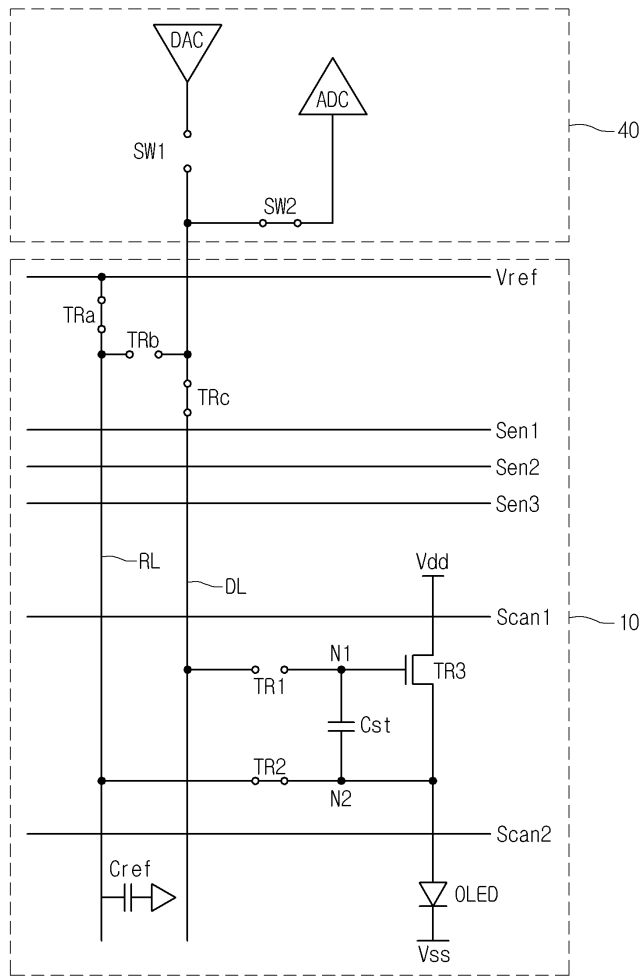 DAC
ADC
40
SW1
SW2
Vref
TRa
TRb
TRc
Sen1
Sen2
Sen3
RL
DL
Vdd
Scan1
10
N1
TR3
TR1
Cst
TR2
N2
Scan2
Cref
OLED
Vss